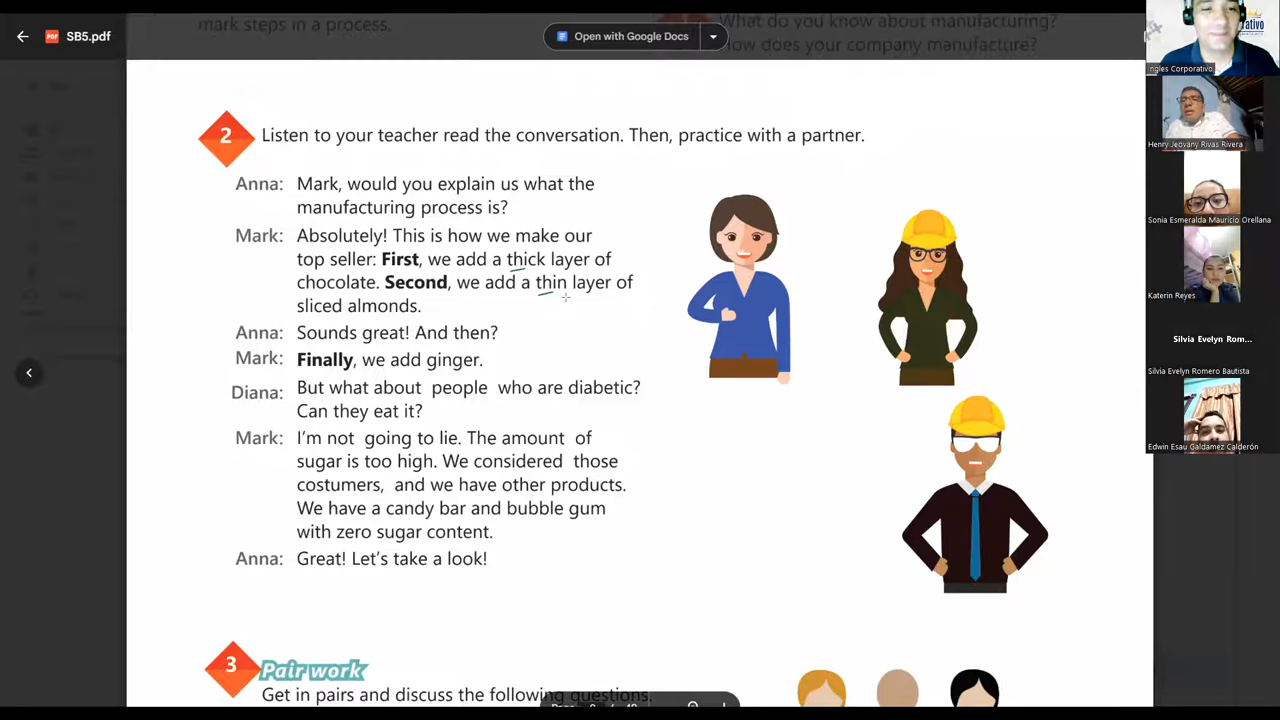 mark steps in a process.
What do you know about manufacturing?
How does your company manufacture?
SB5.pdf
Open with Google Docs
2
Listen to your teacher read the conversation. Then, practice with a partner.
Anna: Mark, would you explain us what the
manufacturing process is?
Mark: Absolutely! This is how we make our
top seller: First, we add a thick layer of
chocolate. Second, we add a thin layer of
sliced almonds.
Anna: Sounds great! And then?
Mark: Finally, we add ginger.
Diana: But what about people who are diabetic?
Can they eat it?
Mark: I'm not going to lie. The amount of
sugar is too high. We considered those
costumers, and we have other products.
We have a candy bar and bubble gum
with zero sugar content.
Anna: Great! Let's take a look!
3
Pair work
Get in pairs and discuss the following questions.
Ingles Corporativo
Henry Jeovany Rivas Rivera
Sonia Esmeralda Mauricio Orellana
Katerin Reyes
Silvia Evelyn Rom...
Silvia Evelyn Romero Bautista
Edwin Esau Galdamez Calderón